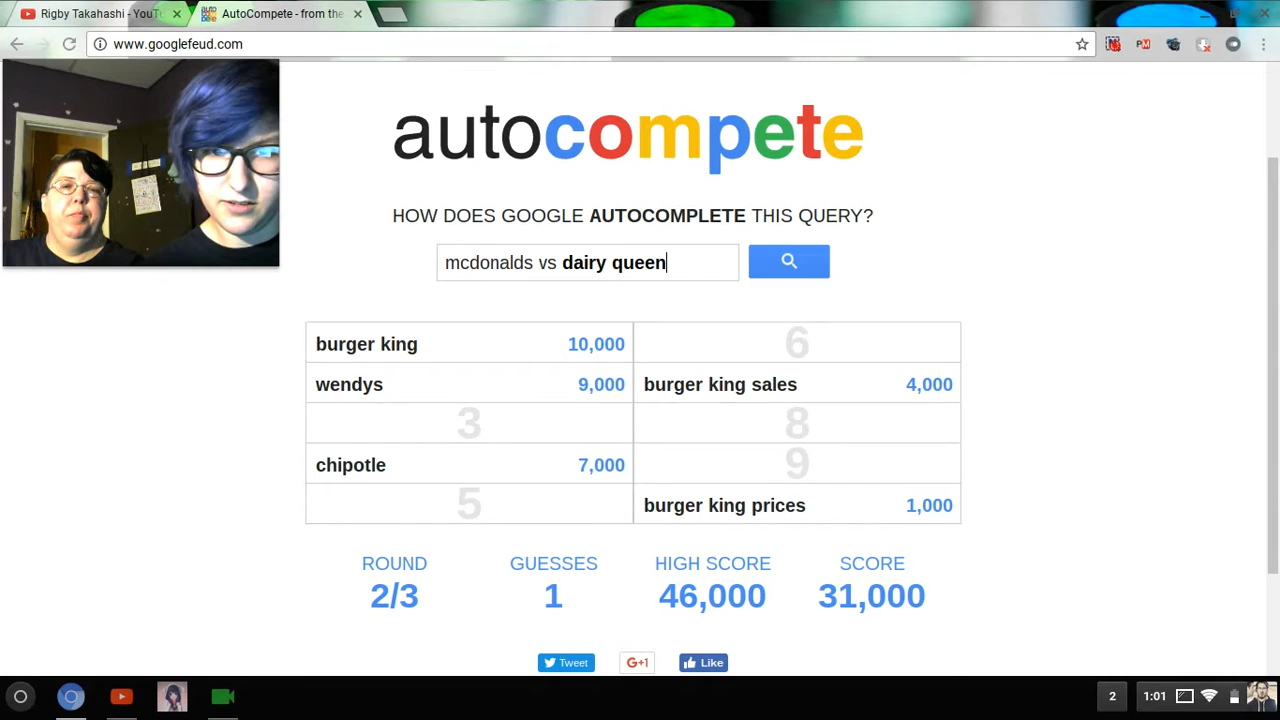 Rigby Takahashi - YouT
AutoCompete - from the
www.googlefeud.com
autocompete
HOW DOES GOOGLE AUTOCOMPLETE THIS QUERY?
mcdonalds vs dairy queen
burger king 10,000
6
wendys 9,000
burger king sales 4,000
3
8
chipotle 7,000
9
5
burger king prices 1,000
ROUND GUESSES HIGH SCORE SCORE
2/3 1 46,000 31,000
Tweet G+1 Like
2 1:01